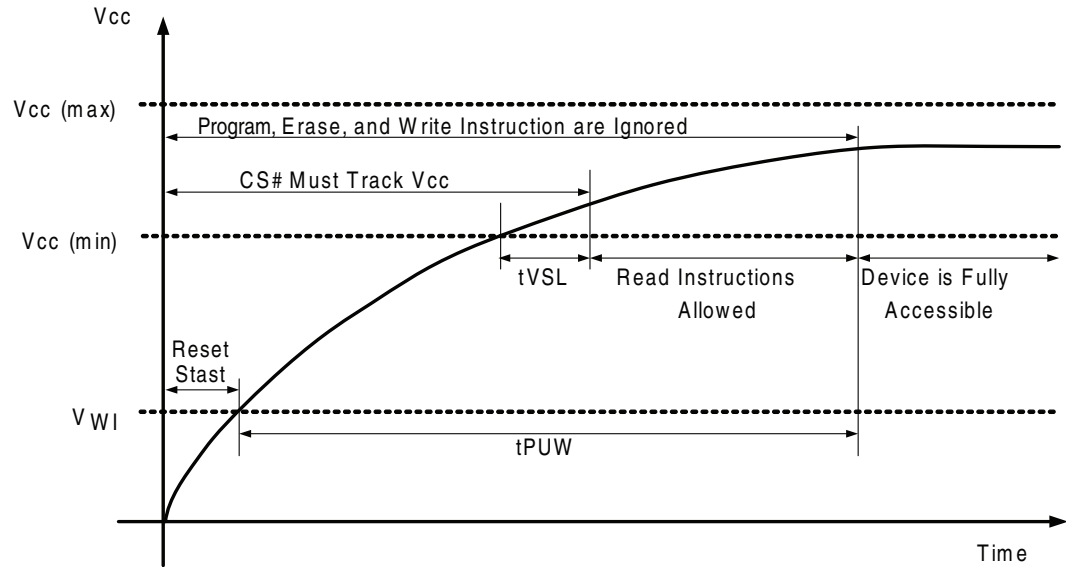 Vcc
Vcc (max)
Program, Erase, and Write Instruction are Ignored
CS# Must Track Vcc
Vcc (min)
tVSL
Read Instructions
Allowed
Device is Fully
Accessible
Reset
Stast
VWI
tPUW
Time